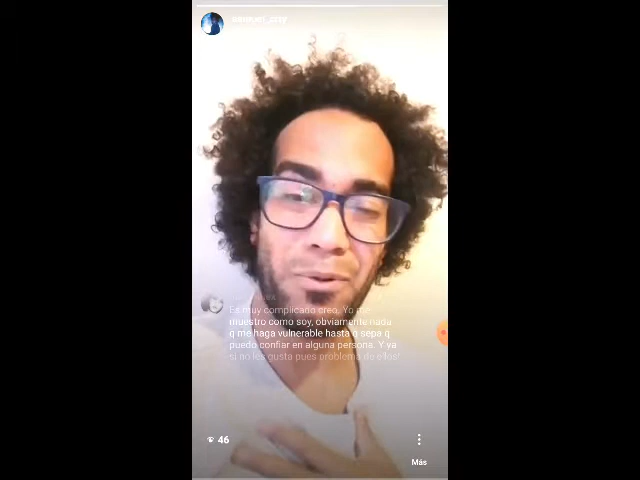 Es muy complicado creo. Yo me
muestro como soy, obviamente nada
q me haga vulnerable hasta q sepa q
puedo confiar en alguna persona. Y ya
si no les gusta pues problema de ellos!
46
Más